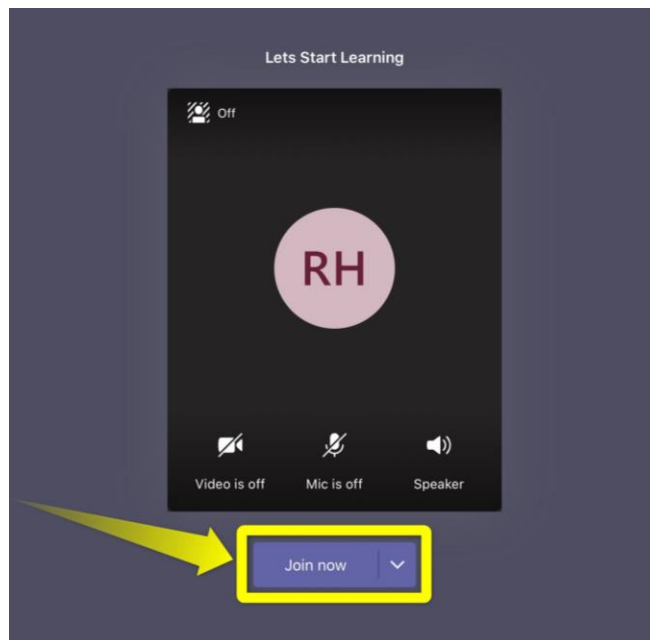 Lets Start Learning
Off
RH
Video is off Mic is off Speaker
Join now